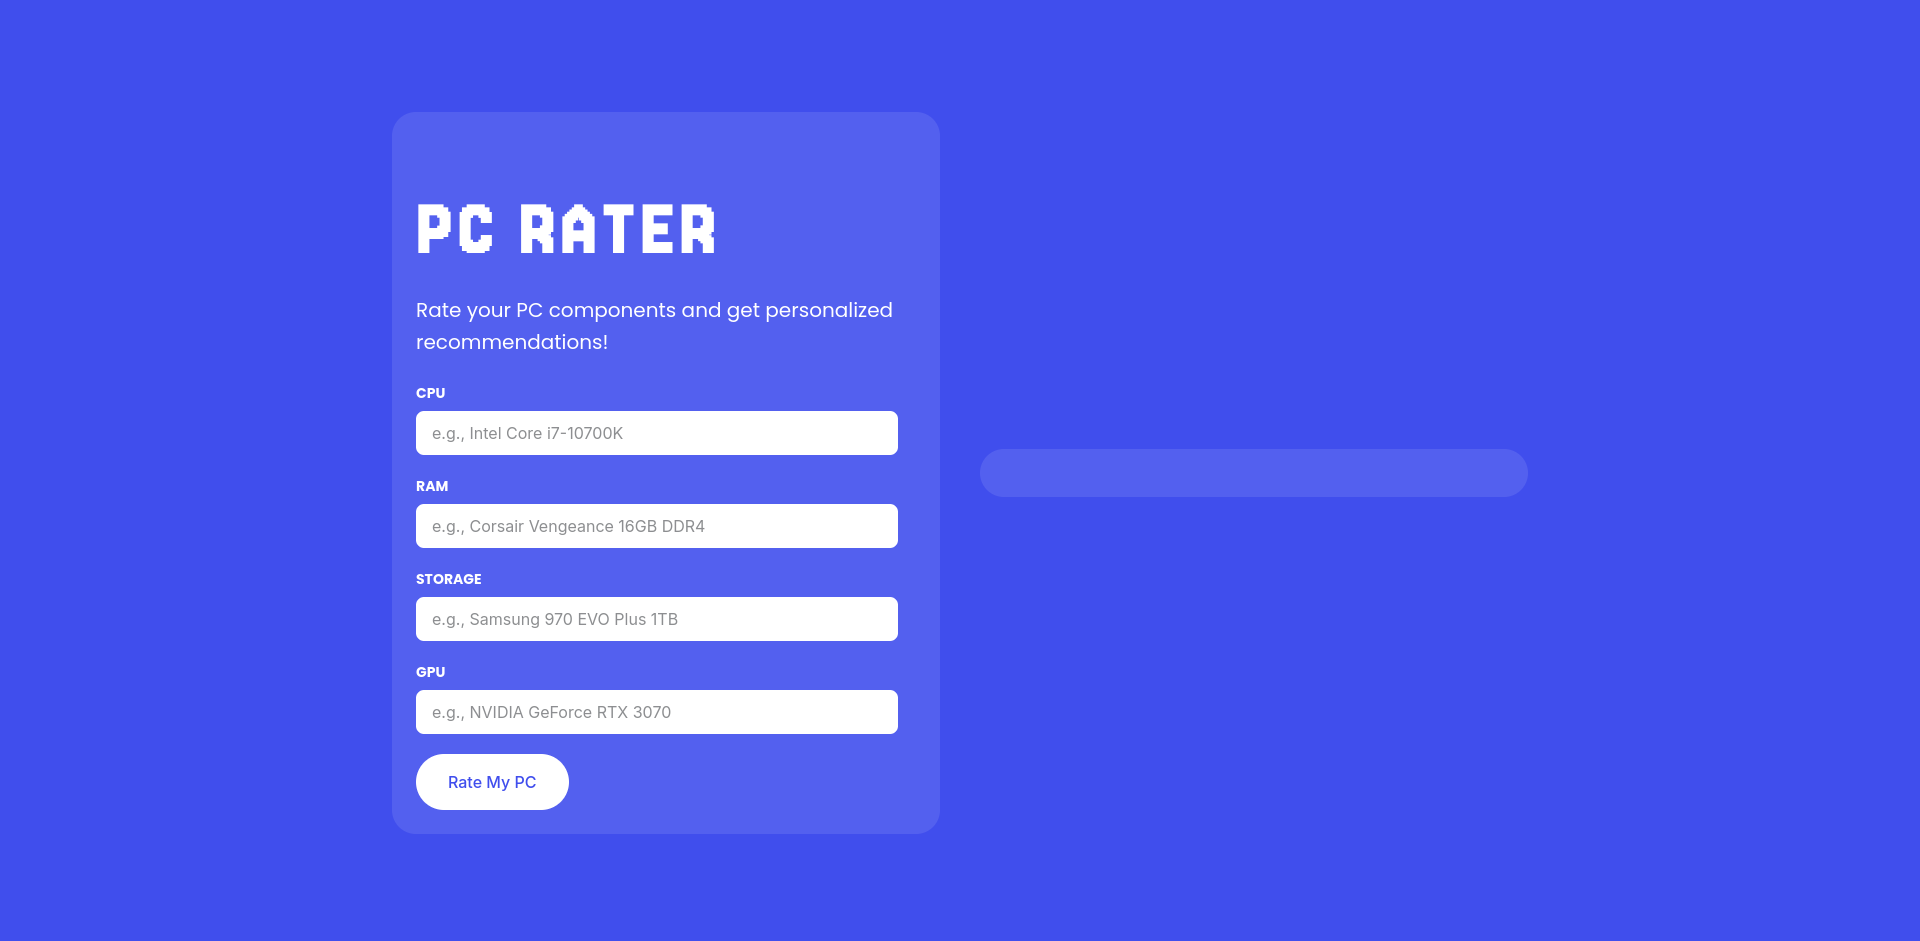 PC RATER
Rate your PC components and get personalized
recommendations!
CPU
e.g., Intel Core i7-10700K
RAM
e.g., Corsair Vengeance 16GB DDR4
STORAGE
e.g., Samsung 970 EVO Plus 1TB
GPU
e.g., NVIDIA GeForce RTX 3070
Rate My PC